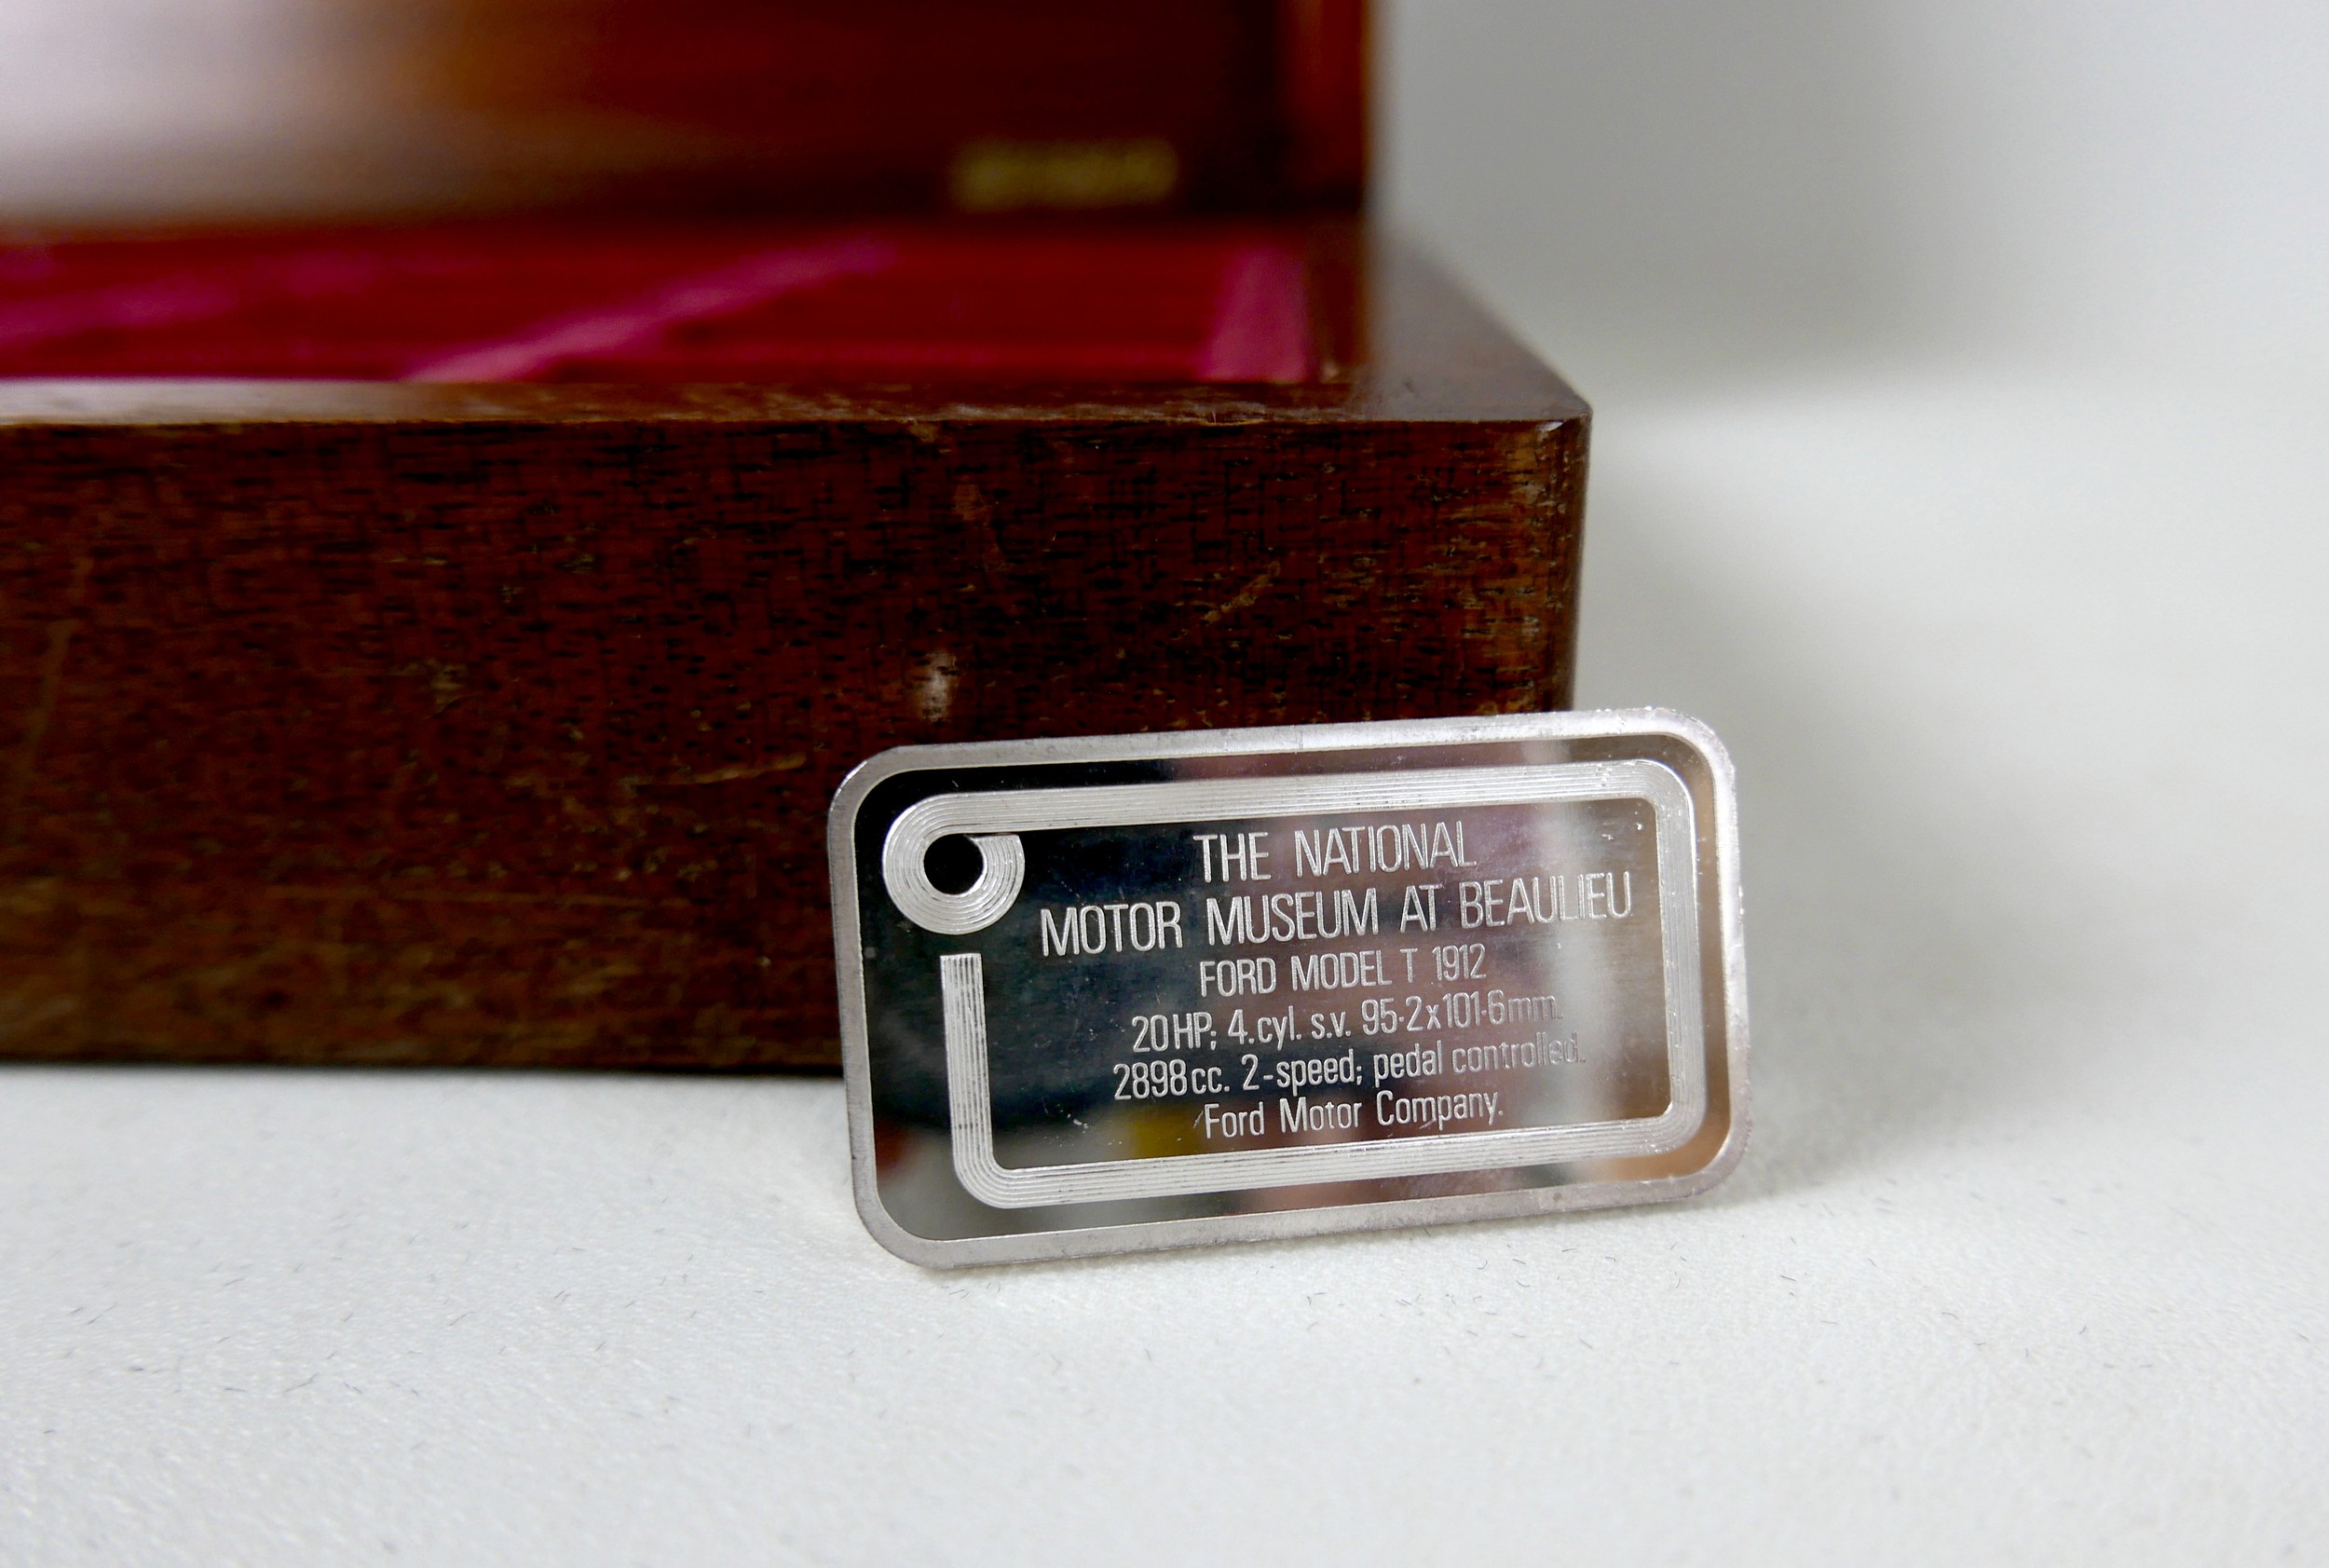 THE NATIONAL
MOTOR MUSEUM AT BEAULIEU
FORD MODEL T 1912
20HP; 4.cyl. s.v. 95·2x101·6mm.
2898cc. 2-speed; pedal controlled.
Ford Motor Company.